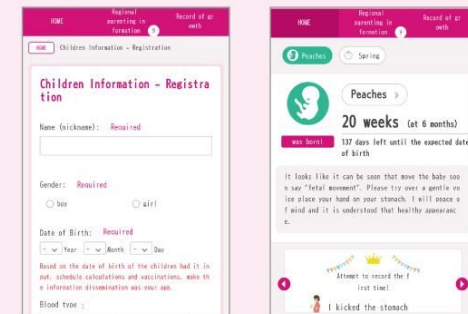 HOME
Regional
parenting in
formation 9
Record of gr
owth
HOME Children Information - Registration
Children Information - Registra
tion
Name (nickname): Required
Gender: Required
boy girl
Date of Birth: Required
- Year - Month - Day
Based on the date of birth of the children had it in
out, schedule calculations and vaccinations, make th
e information dissemination was your age.
Blood type :
HOME
Regional
parenting in
formation 9
Record of gr
owth
Peaches Spring
Peaches >
20 weeks (at 6 months)
was born! 137 days left until the expected date
of birth
It looks like it can be seen that move the baby soo
n say "fetal movement". Please try over a gentle vo
ice place your hand on your stomach. I will peace o
f mind and it is understood that healthy appearanc
e.
Attempt to record the f
irst time!
I kicked the stomach